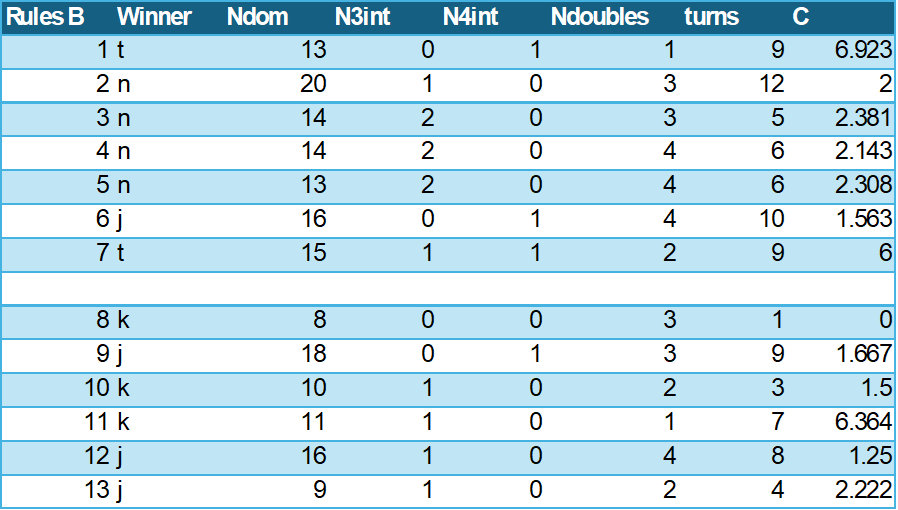 Rules B Winner Ndom N3int N4int Ndoubles turns C
1 t 13 0 1 1 9 6.923
2 n 20 1 0 3 12 2
3 n 14 2 0 3 5 2.381
4 n 14 2 0 4 6 2.143
5 n 13 2 0 4 6 2.308
6 j 16 0 1 4 10 1.563
7 t 15 1 1 2 9 6
8 k 8 0 0 3 1 0
9 j 18 0 1 3 9 1.667
10 k 10 1 0 2 3 1.5
11 k 11 1 0 1 7 6.364
12 j 16 1 0 4 8 1.25
13 j 9 1 0 2 4 2.222